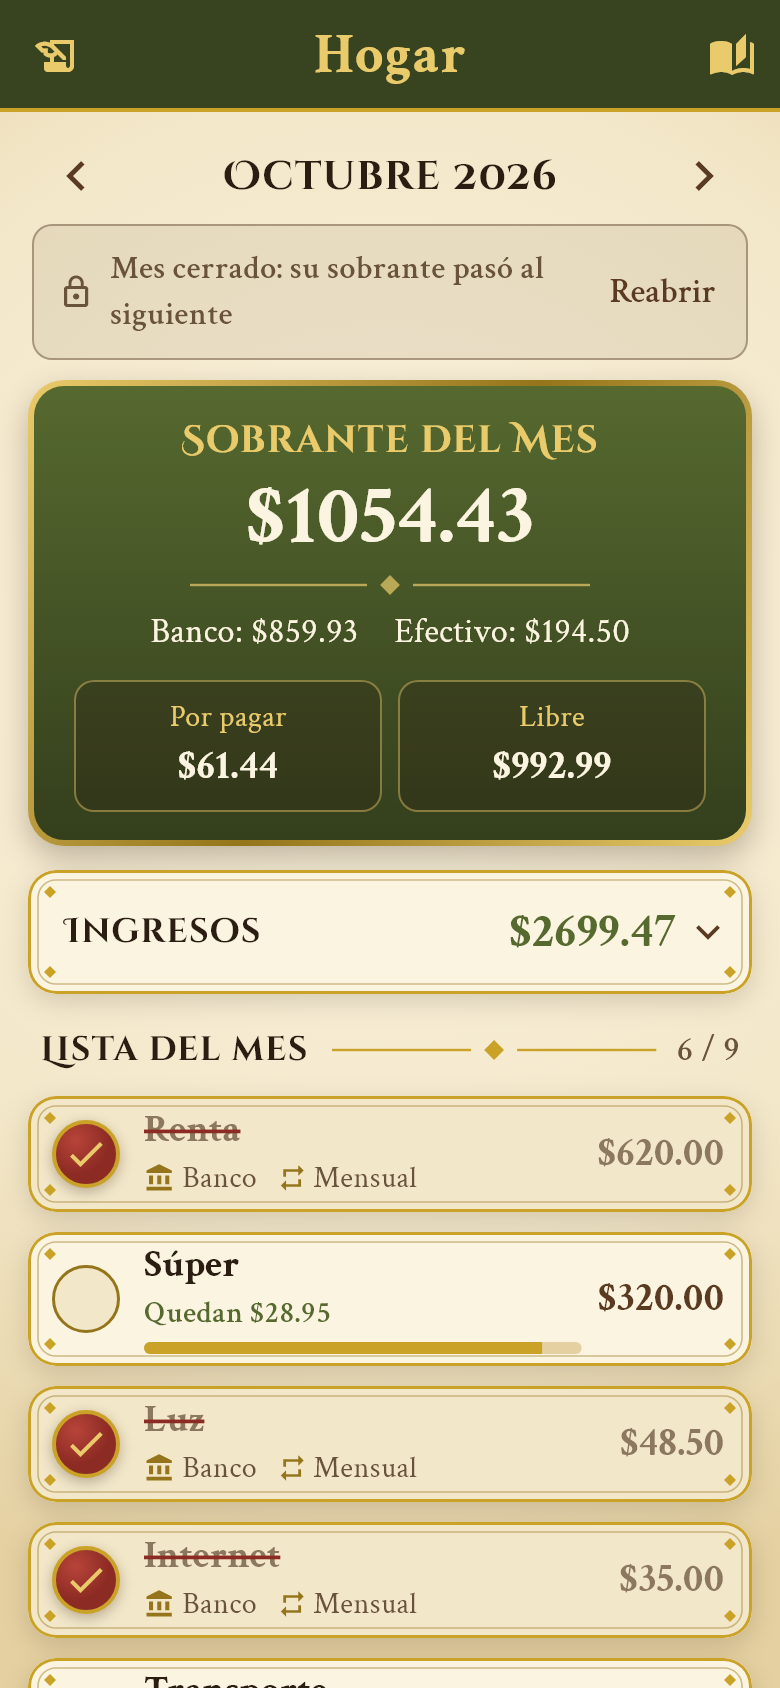 Hogar
Octubre 2026
Mes cerrado: su sobrante pasó al
siguiente
Reabrir
Sobrante del Mes
$1054.43
Banco: $859.93 Efectivo: $194.50
Por pagar
$61.44
Libre
$992.99
Ingresos
$2699.47
Lista del mes
6 / 9
Renta
Banco Mensual
$620.00
Súper
Quedan $28.95
$320.00
Luz
Banco Mensual
$48.50
Internet
Banco Mensual
$35.00
Transporte